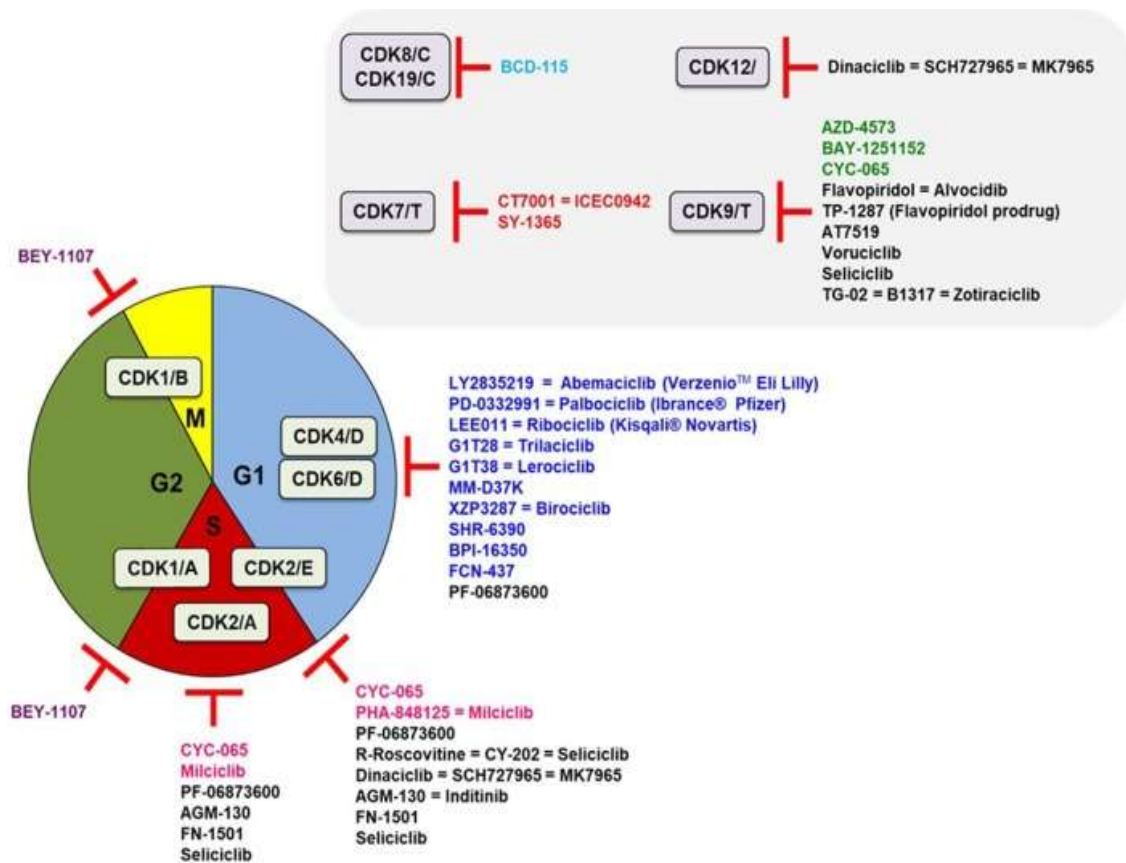 CDK8/C
CDK19/C
BCD-115
CDK12/
Dinaciclib = SCH727965 = MK7965
CDK7/T
CT7001 = ICEC0942
SY-1365
CDK9/T
AZD-4573
BAY-1251152
CYC-065
Flavopiridol = Alvocidib
TP-1287 (Flavopiridol prodrug)
AT7519
Voruciclib
Seliciclib
TG-02 = B1317 = Zotiraciclib
BEY-1107
CDK1/B
M
G2
G1
CDK4/D
CDK6/D
S
CDK1/A
CDK2/E
CDK2/A
LY2835219 = Abemaciclib (Verzenio™ Eli Lilly)
PD-0332991 = Palbociclib (Ibrance® Pfizer)
LEE011 = Ribociclib (Kisqali® Novartis)
G1T28 = Trilaciclib
G1T38 = Lerociclib
MM-D37K
XZP3287 = Birociclib
SHR-6390
BPI-16350
FCN-437
PF-06873600
BEY-1107
CYC-065
Milciclib
PF-06873600
AGM-130
FN-1501
Seliciclib
CYC-065
PHA-848125 = Milciclib
PF-06873600
R-Roscovitine = CY-202 = Seliciclib
Dinaciclib = SCH727965 = MK7965
AGM-130 = Inditinib
FN-1501
Seliciclib